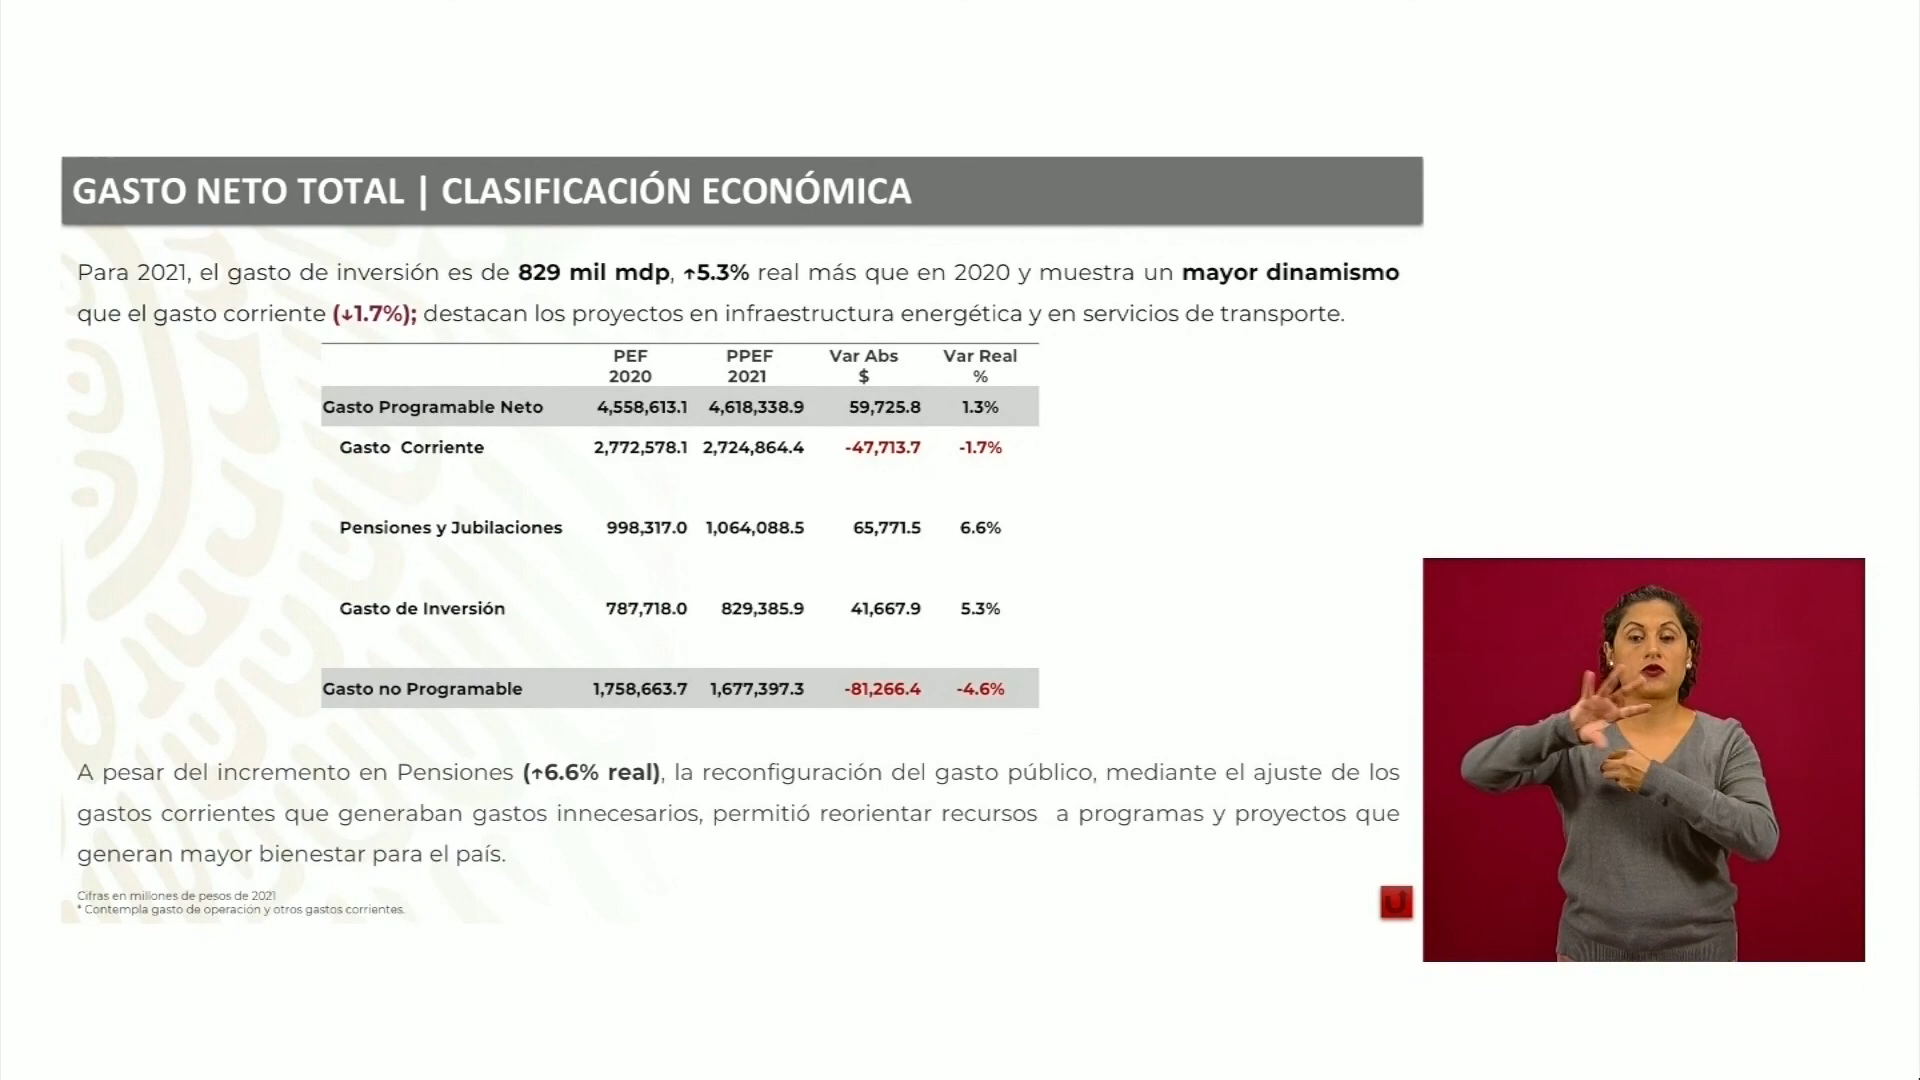 GASTO NETO TOTAL | CLASIFICACIÓN ECONÓMICA
Para 2021, el gasto de inversión es de 829 mil mdp, ↑5.3% real más que en 2020 y muestra un mayor dinamismo
que el gasto corriente (↓1.7%); destacan los proyectos en infraestructura energética y en servicios de transporte.
PEF 2020 PPEF 2021 Var Abs $ Var Real %
Gasto Programable Neto 4,558,613.1 4,618,338.9 59,725.8 1.3%
Gasto Corriente 2,772,578.1 2,724,864.4 -47,713.7 -1.7%
Pensiones y Jubilaciones 998,317.0 1,064,088.5 65,771.5 6.6%
Gasto de Inversión 787,718.0 829,385.9 41,667.9 5.3%
Gasto no Programable 1,758,663.7 1,677,397.3 -81,266.4 -4.6%
A pesar del incremento en Pensiones (↑6.6% real), la reconfiguración del gasto público, mediante el ajuste de los
gastos corrientes que generaban gastos innecesarios, permitió reorientar recursos a programas y proyectos que
generan mayor bienestar para el país.
Cifras en millones de pesos de 2021
* Contempla gasto de operación y otros gastos corrientes.